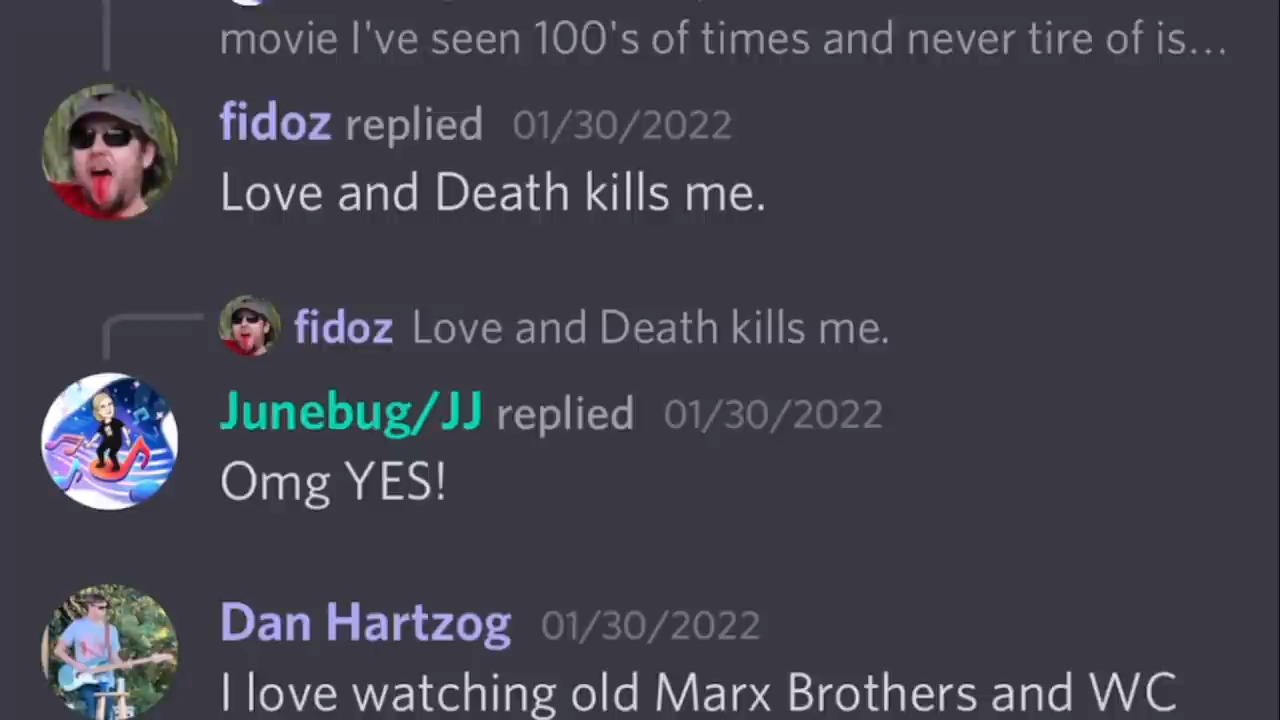 movie I've seen 100's of times and never tire of is...
fidoz replied 01/30/2022
Love and Death kills me.
fidoz Love and Death kills me.
Junebug/JJ replied 01/30/2022
Omg YES!
Dan Hartzog 01/30/2022
I love watching old Marx Brothers and WC